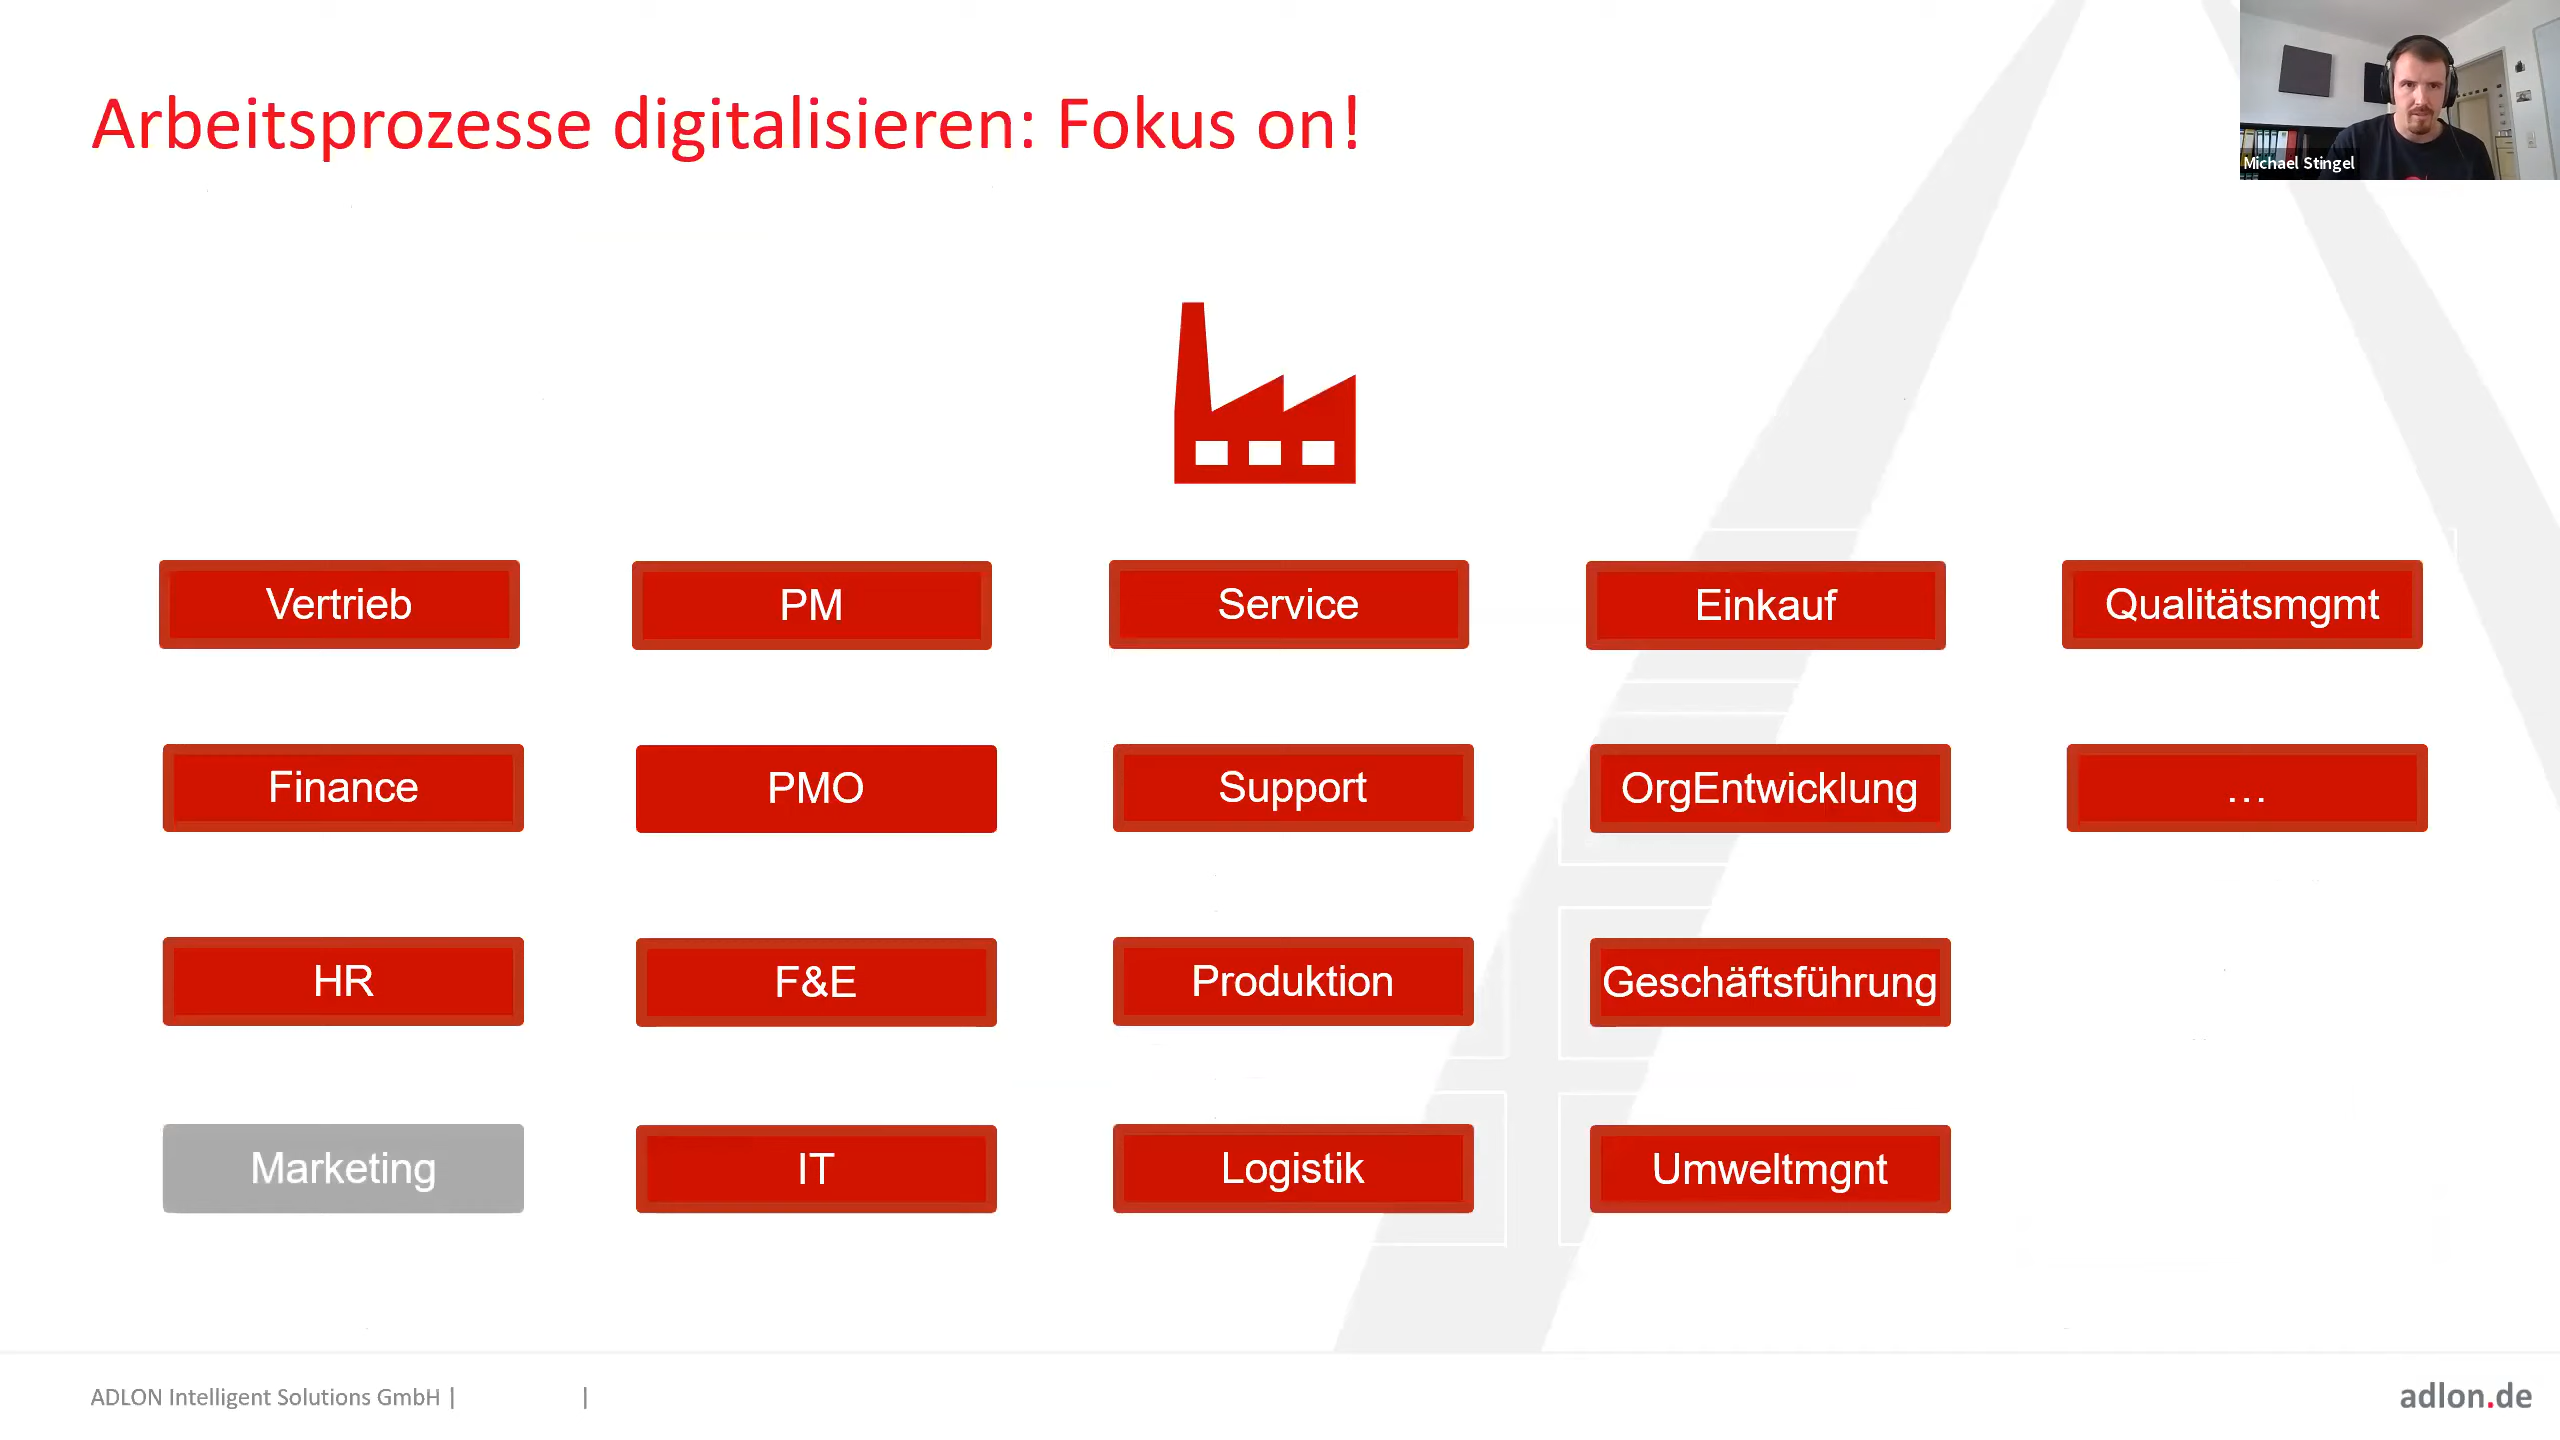 Arbeitsprozesse digitalisieren: Fokus on!
Michael Stingel
Vertrieb
PM
Service
Einkauf
Qualitätsmgmt
Finance
PMO
Support
OrgEntwicklung
...
HR
F&E
Produktion
Geschäftsführung
Marketing
IT
Logistik
Umweltmgnt
ADLON Intelligent Solutions GmbH | |
adlon.de